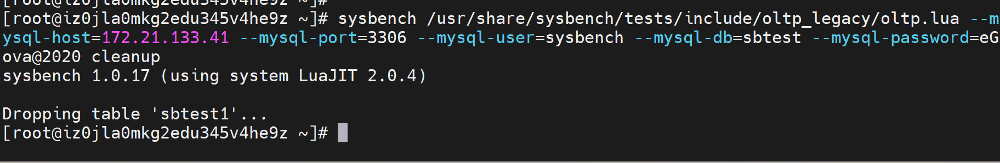 [root@iz0jla0mkg2edu345v4he9z ~]#
[root@iz0jla0mkg2edu345v4he9z ~]# sysbench /usr/share/sysbench/tests/include/oltp_legacy/oltp.lua --m
ysql-host=172.21.133.41 --mysql-port=3306 --mysql-user=sysbench --mysql-db=sbtest --mysql-password=eG
ova@2020 cleanup
sysbench 1.0.17 (using system LuaJIT 2.0.4)
Dropping table 'sbtest1'...
[root@iz0jla0mkg2edu345v4he9z ~]#